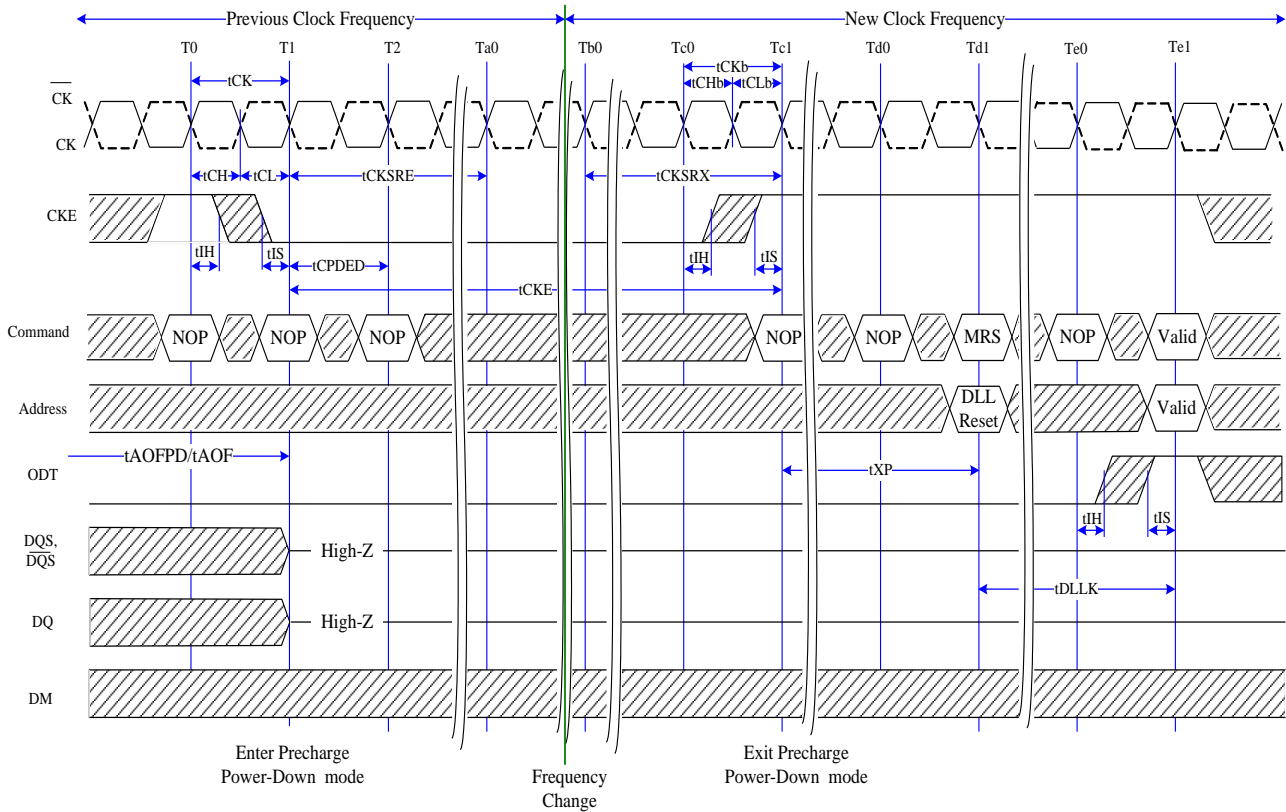 Previous Clock Frequency New Clock Frequency
T0 T1 T2 Ta0 Tb0 Tc0 Tc1 Td0 Td1 Te0 Te1
tCK tCKb
tCHb tCLb
CK
CK
tCH tCL tCKSRE tCKSRX
CKE
tIH tIS tCPDED tIH tIS
tCKE
Command NOP NOP NOP NOP NOP MRS NOP Valid
Address DLL Reset Valid
tAOFPD/tAOF
ODT tXP
tIH tIS
DQS,
DQS High-Z
tDLLK
DQ High-Z
DM
Enter Precharge
Power-Down mode
Frequency
Change
Exit Precharge
Power-Down mode